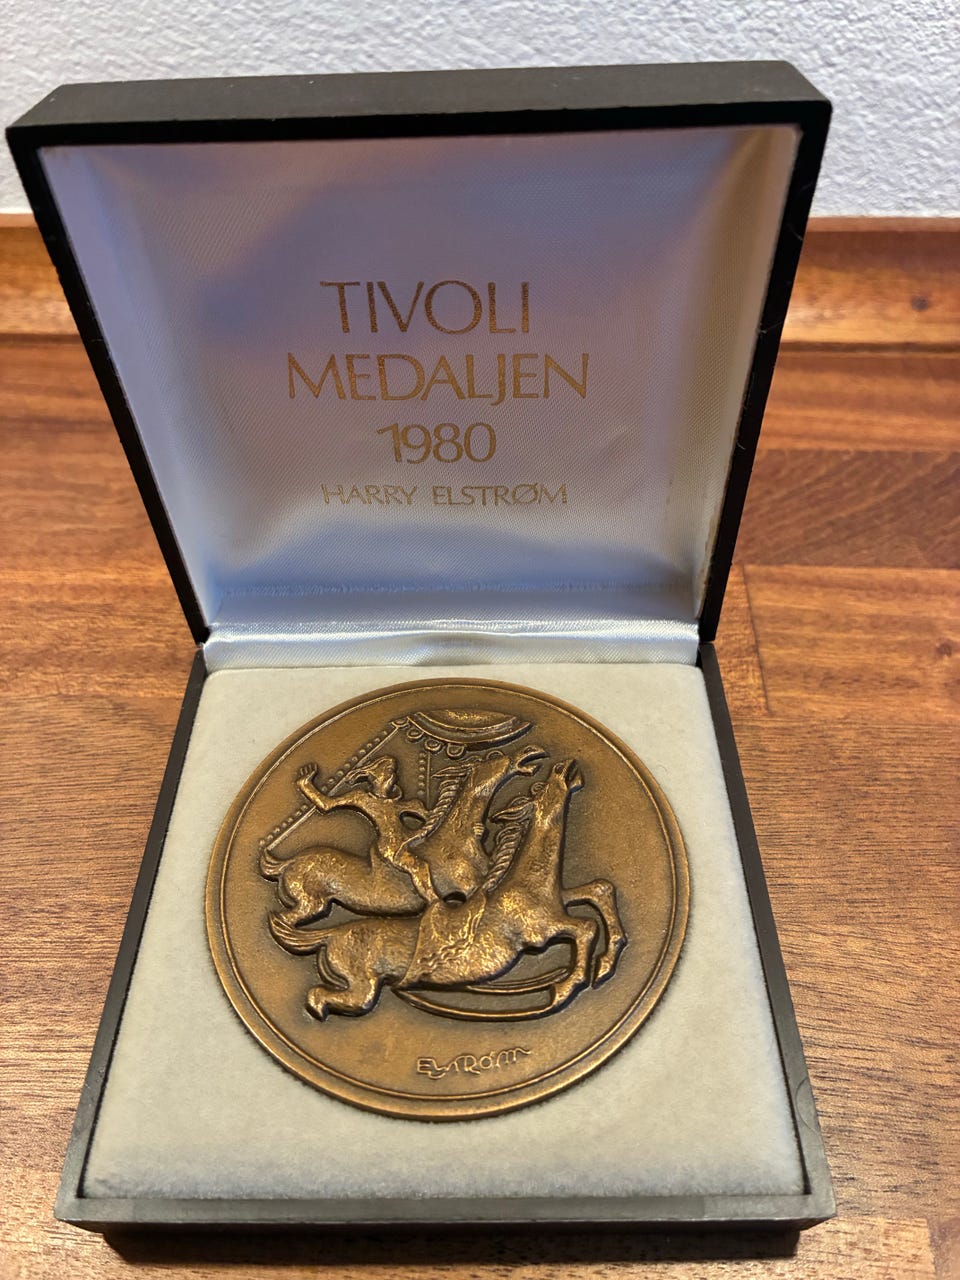 TIVOLI
MEDALJEN
1980
HARRY ELSTRØM
ELSTRØM